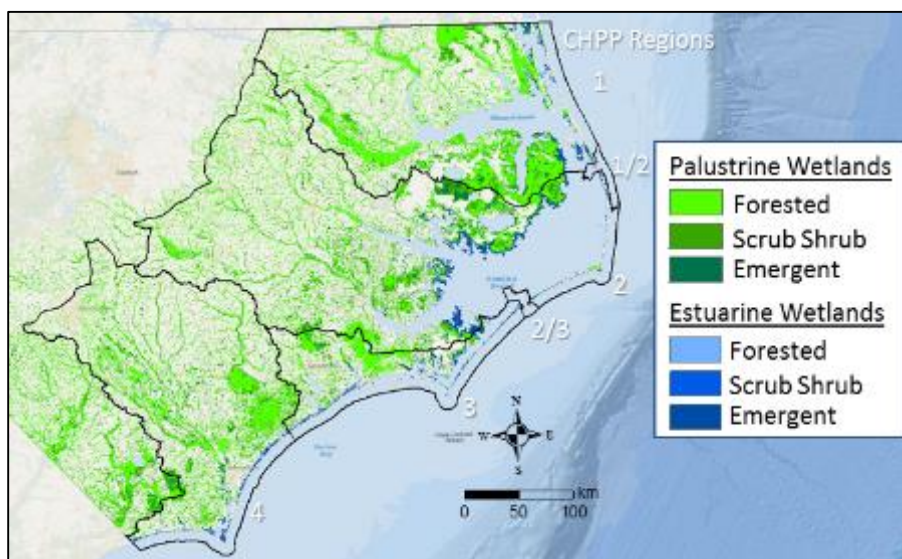 CHPP Regions
1
1/2
2
2/3
3
4
Palustrine Wetlands
Forested
Scrub Shrub
Emergent
Estuarine Wetlands
Forested
Scrub Shrub
Emergent
N
W E
S
km
0 50 100